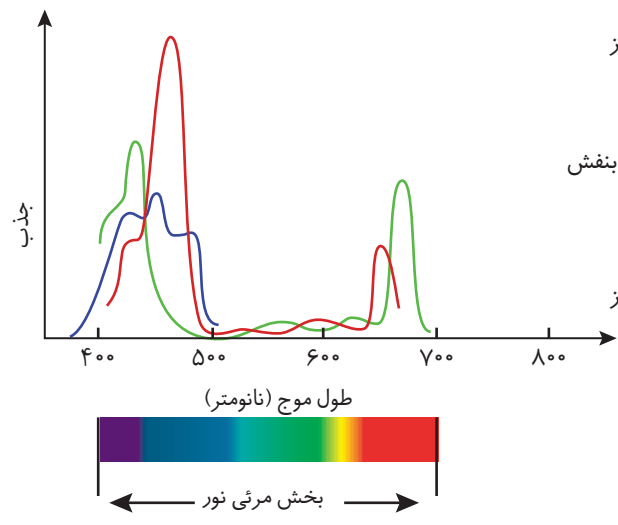 ز
بنفش
ز
جذب
۴۰۰ ۵۰۰ ۶۰۰ ۷۰۰ ۸۰۰
طول موج (نانومتر)
بخش مرئی نور